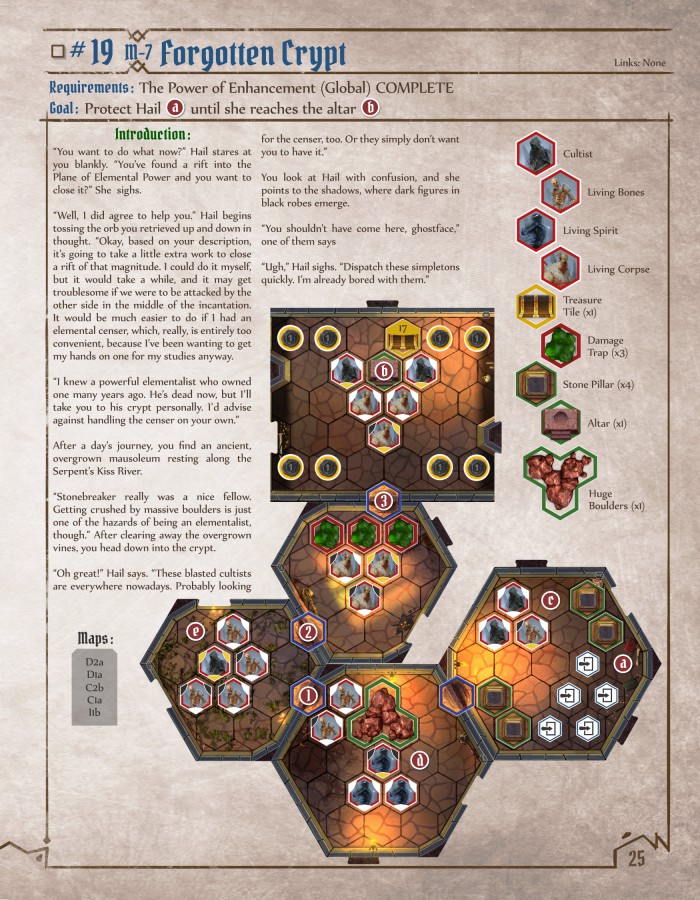 #19 M-7 Forgotten Crypt
Links: None
Requirements: The Power of Enhancement (Global) COMPLETE
Goal: Protect Hail a until she reaches the altar b
Introduction:
"You want to do what now?" Hail stares at
you blankly. "You've found a rift into the
Plane of Elemental Power and you want to
close it?" She sighs.
"Well, I did agree to help you." Hail begins
tossing the orb you retrieved up and down in
thought. "Okay, based on your description,
it's going to take a little extra work to close
a rift of that magnitude. I could do it myself,
but it would take a while, and it may get
troublesome if we were to be attacked by the
other side in the middle of the incantation.
It would be much easier to do if I had an
elemental censer, which, really, is entirely too
convenient, because I've been wanting to get
my hands on one for my studies anyway.
"I knew a powerful elementalist who owned
one many years ago. He's dead now, but I'll
take you to his crypt personally. I'd advise
against handling the censer on your own."
After a day's journey, you find an ancient,
overgrown mausoleum resting along the
Serpent's Kiss River.
"Stonebreaker really was a nice fellow.
Getting crushed by massive boulders is just
one of the hazards of being an elementalist,
though." After clearing away the overgrown
vines, you head down into the crypt.
"Oh great!" Hail says. "These blasted cultists
are everywhere nowadays. Probably looking
for the censer, too. Or they simply don't want
you to have it."
You look at Hail with confusion, and she
points to the shadows, where dark figures in
black robes emerge.
"You shouldn't have come here, ghostface,"
one of them says
"Ugh," Hail sighs. "Dispatch these simpletons
quickly. I'm already bored with them."
Cultist
Living Bones
Living Spirit
Living Corpse
Treasure
Tile (x1)
Damage
Trap (x3)
Stone Pillar (x4)
Altar (x1)
Huge
Boulders (x1)
17
b
3
2
1
e
c
a
d
Maps:
D2a
D1a
C2b
C1a
I1b
25